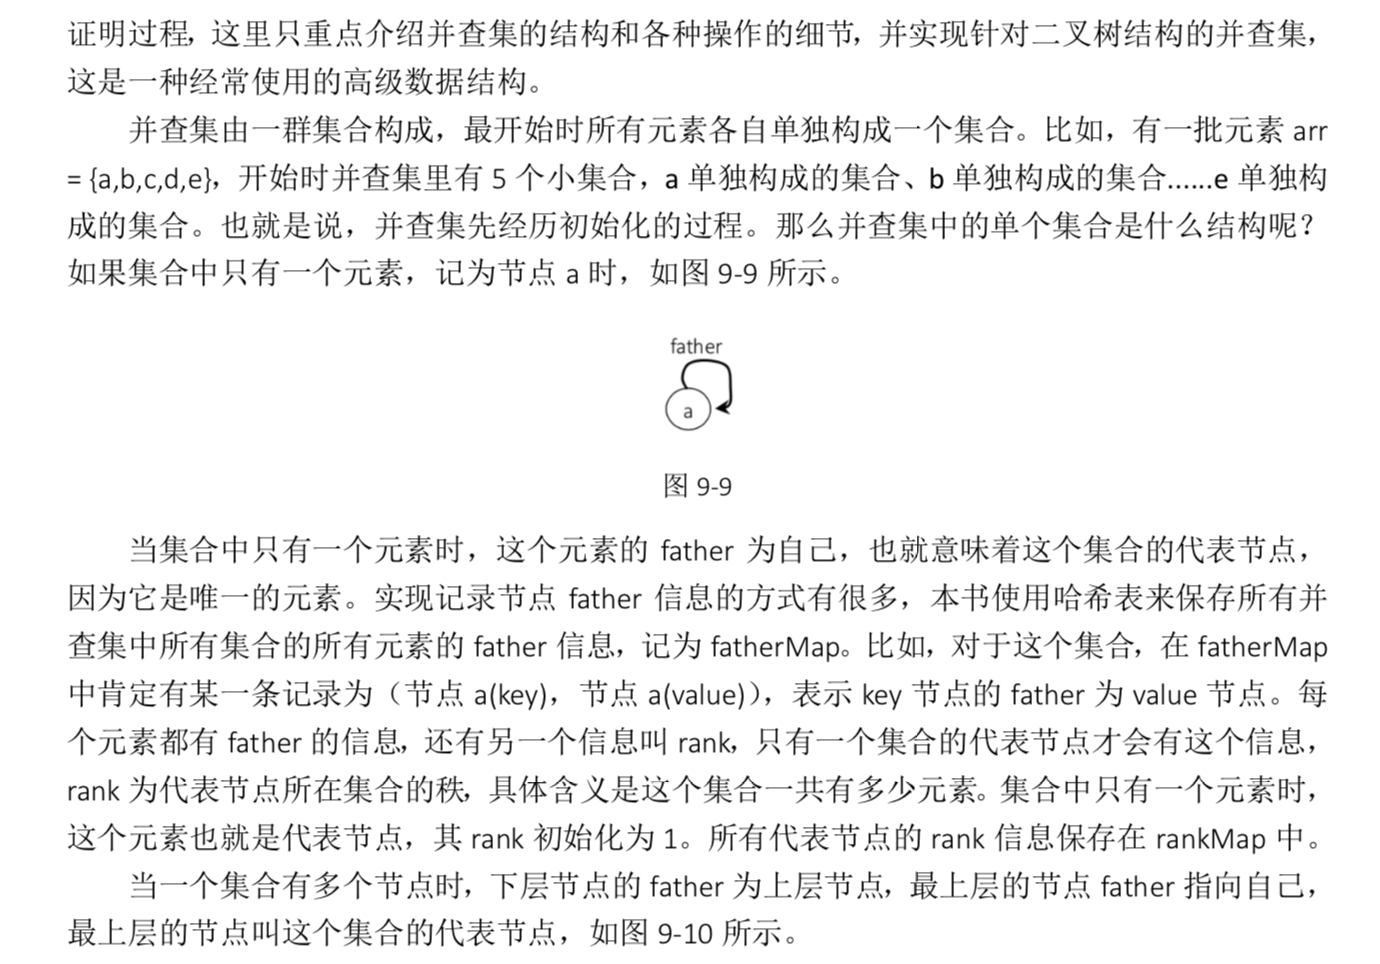 证明过程，这里只重点介绍并查集的结构和各种操作的细节，并实现针对二叉树结构的并查集，
这是一种经常使用的高级数据结构。
并查集由一群集合构成，最开始时所有元素各自单独构成一个集合。比如，有一批元素 arr
= {a,b,c,d,e}，开始时并查集里有 5 个小集合，a 单独构成的集合、b 单独构成的集合……e 单独构
成的集合。也就是说，并查集先经历初始化的过程。那么并查集中的单个集合是什么结构呢？
如果集合中只有一个元素，记为节点 a 时，如图 9-9 所示。
father
a
图 9-9
当集合中只有一个元素时，这个元素的 father 为自己，也就意味着这个集合的代表节点，
因为它是唯一的元素。实现记录节点 father 信息的方式有很多，本书使用哈希表来保存所有并
查集中所有集合的所有元素的 father 信息，记为 fatherMap。比如，对于这个集合，在 fatherMap
中肯定有某一条记录为（节点 a(key)，节点 a(value)），表示 key 节点的 father 为 value 节点。每
个元素都有 father 的信息，还有另一个信息叫 rank，只有一个集合的代表节点才会有这个信息，
rank 为代表节点所在集合的秩，具体含义是这个集合一共有多少元素。集合中只有一个元素时，
这个元素也就是代表节点，其 rank 初始化为 1。所有代表节点的 rank 信息保存在 rankMap 中。
当一个集合有多个节点时，下层节点的 father 为上层节点，最上层的节点 father 指向自己，
最上层的节点叫这个集合的代表节点，如图 9-10 所示。